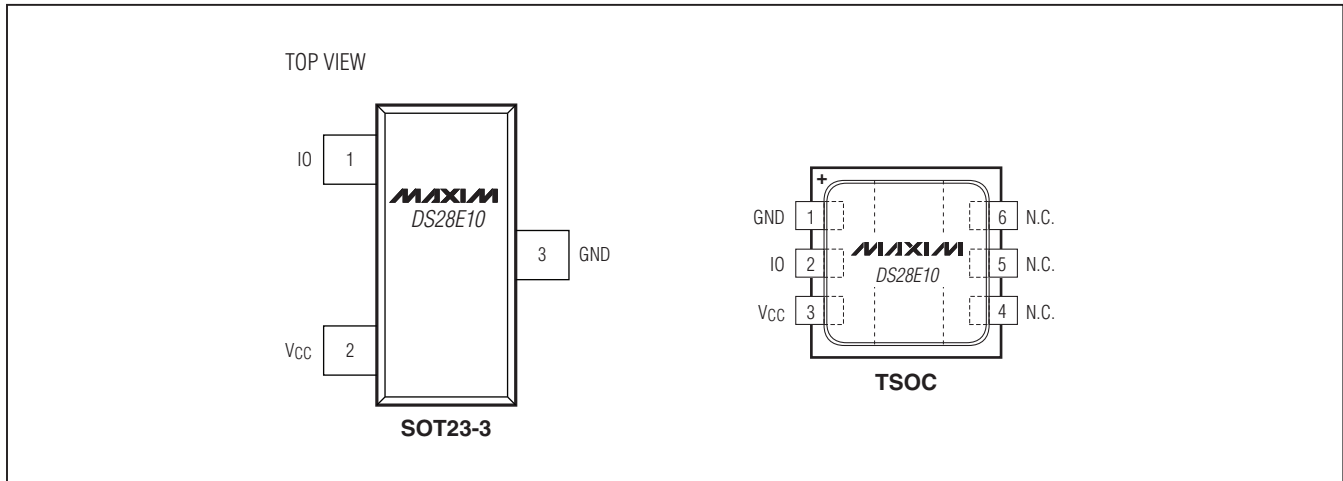 TOP VIEW
IO 1
MAXIM
DS28E10
3 GND
VCC 2
SOT23-3
+
GND 1
6 N.C.
IO 2
MAXIM
DS28E10
5 N.C.
VCC 3
4 N.C.
TSOC